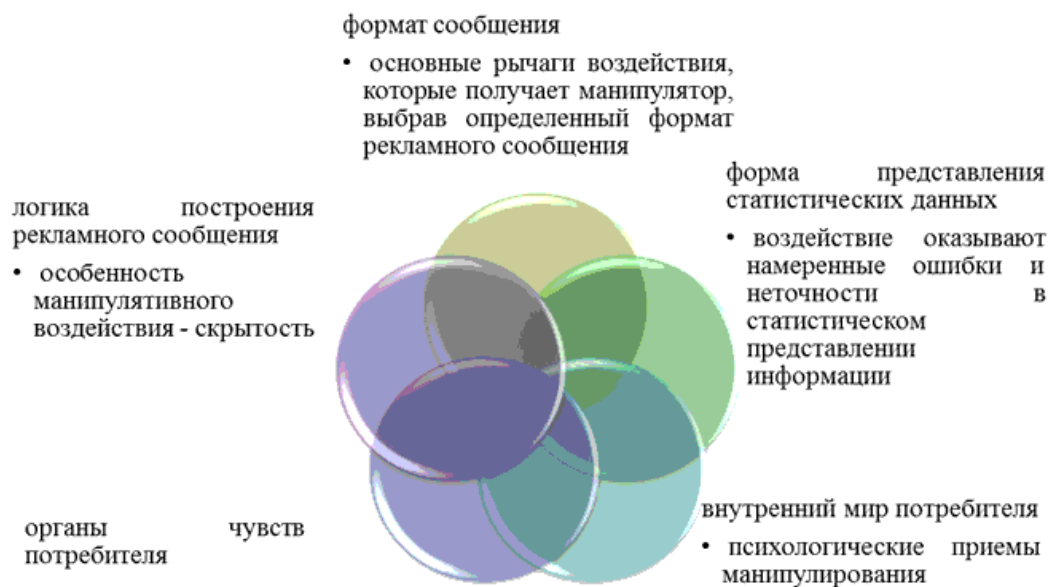 формат сообщения
• основные рычаги воздействия,
которые получает манипулятор,
выбрав определенный формат
рекламного сообщения
форма представления
статистических данных
• воздействие оказывают
намеренные ошибки и
неточности в
статистическом
представлении
информации
внутренний мир потребителя
• психологические приемы
манипулирования
органы чувств
потребителя
логика построения
рекламного сообщения
• особенность
манипулятивного
воздействия - скрытость